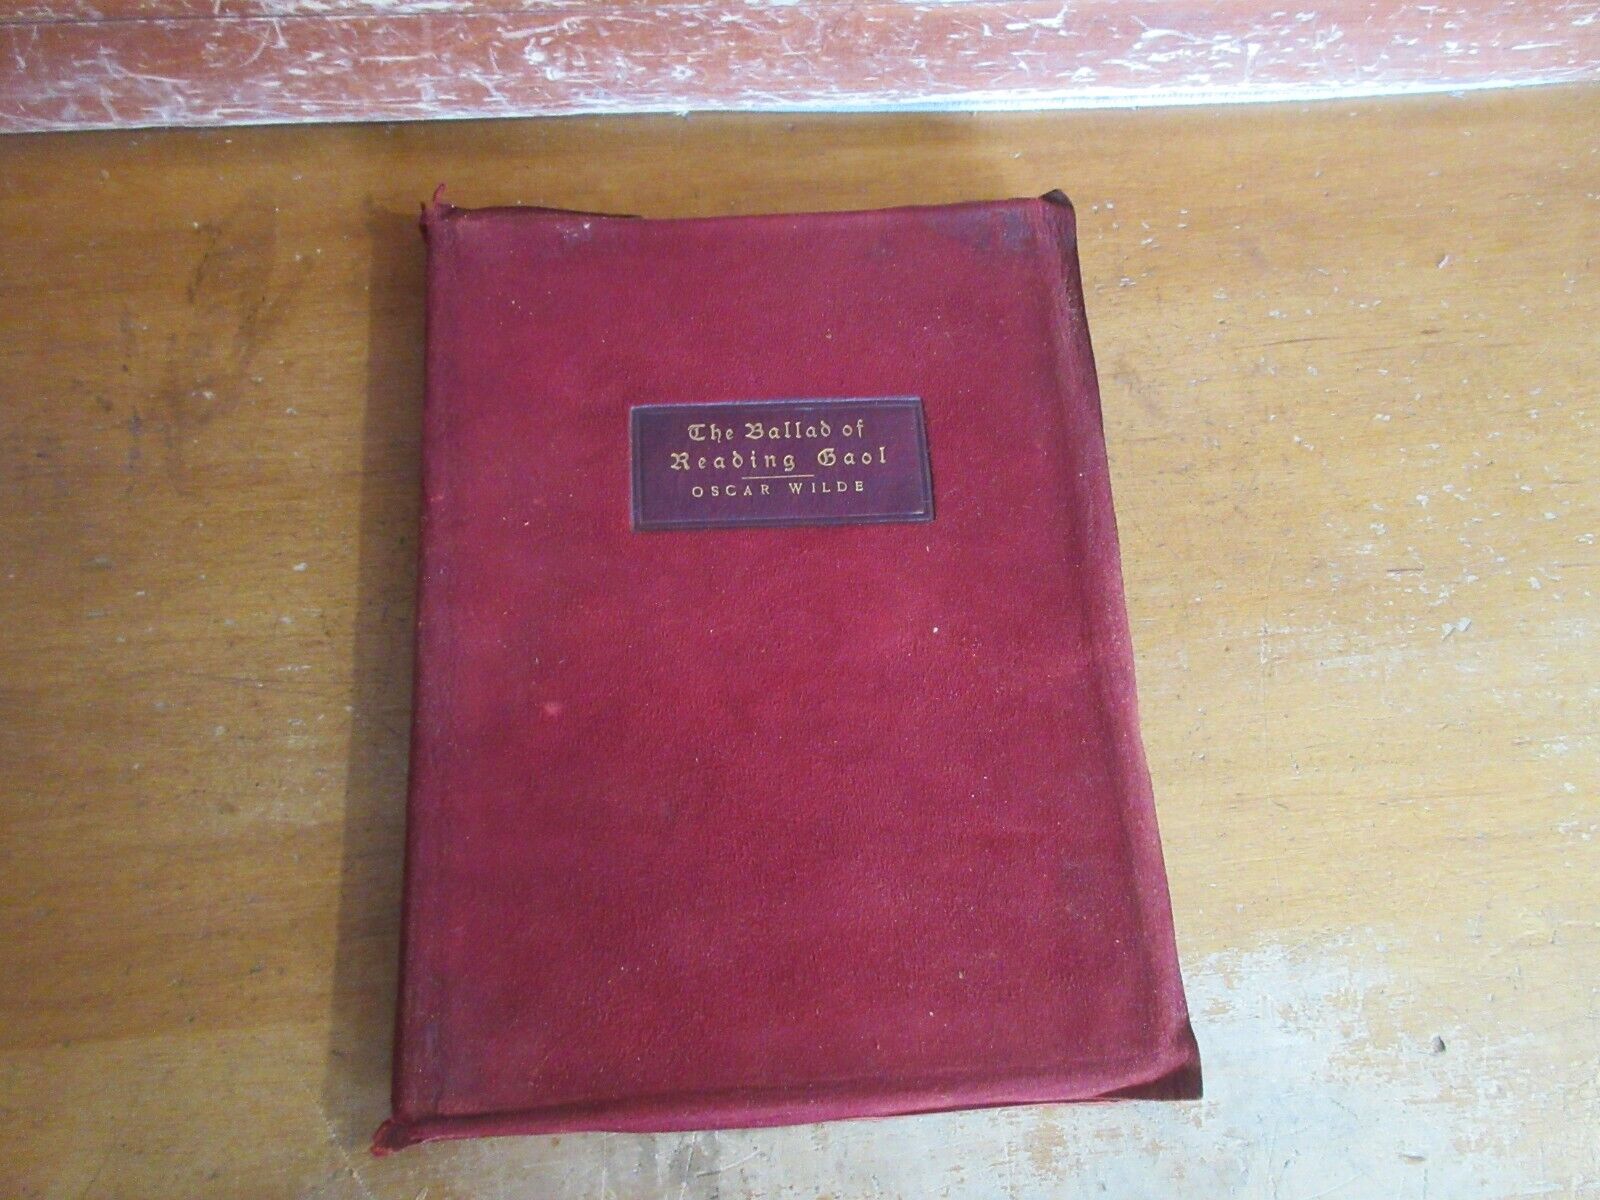 The Ballad of
Reading Gaol
OSCAR WILDE